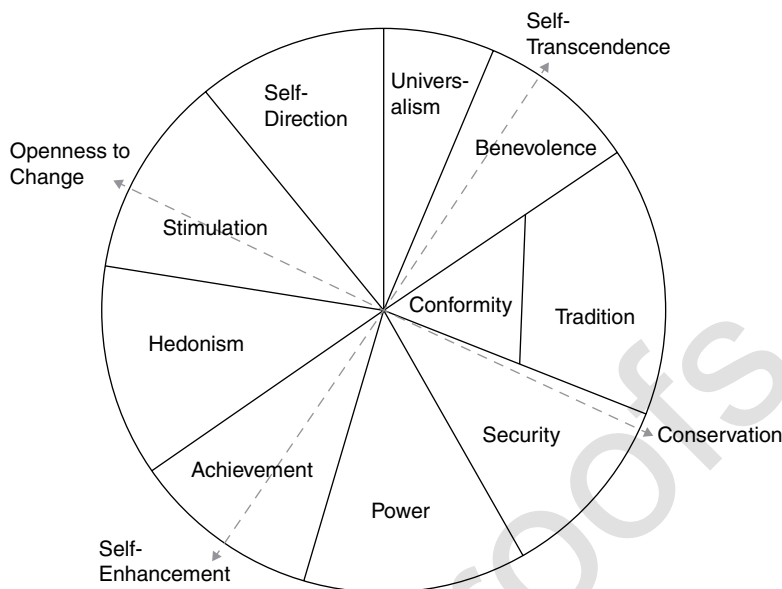 Self-
Transcendence
Univers-
alism
Self-
Direction
Benevolence
Openness to
Change
Stimulation
Conformity
Tradition
Hedonism
Security
Conservation
Achievement
Power
Self-
Enhancement
roofs